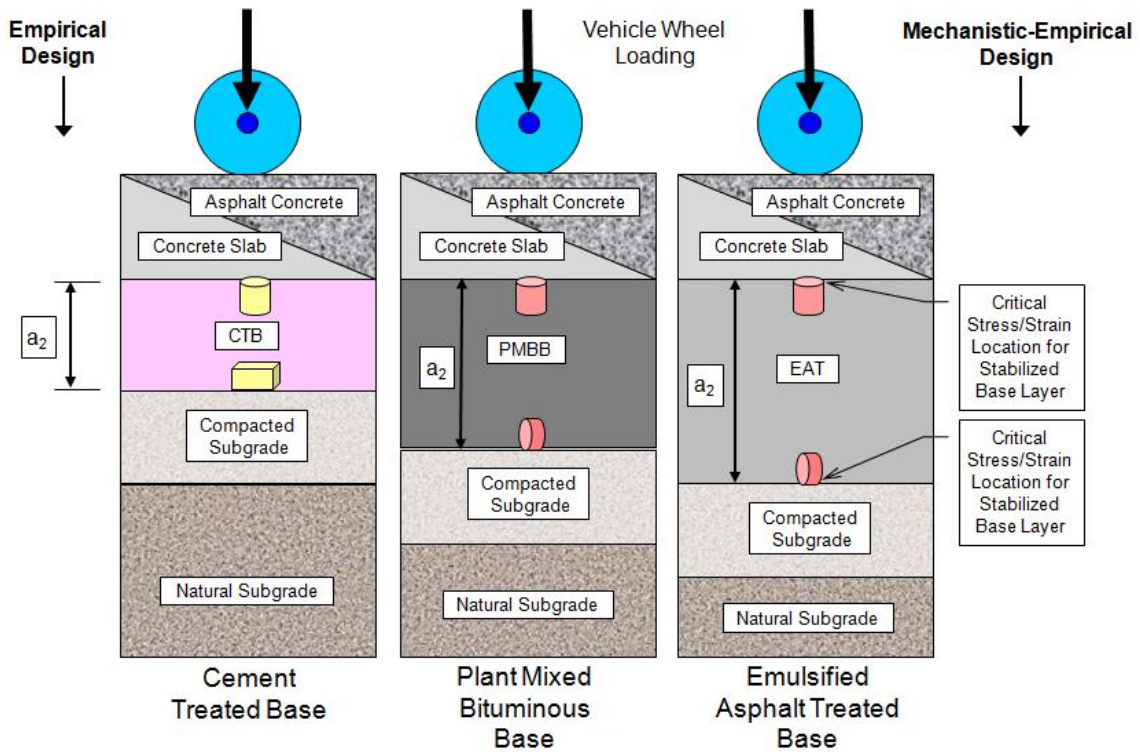 Empirical
Design
Vehicle Wheel
Loading
Mechanistic-Empirical
Design
Asphalt Concrete
Concrete Slab
a2
CTB
Compacted
Subgrade
Natural Subgrade
Cement
Treated Base
Asphalt Concrete
Concrete Slab
PMBB
a2
Compacted
Subgrade
Natural Subgrade
Plant Mixed
Bituminous
Base
Asphalt Concrete
Concrete Slab
EAT
a2
Compacted
Subgrade
Natural Subgrade
Emulsified
Asphalt Treated
Base
Critical
Stress/Strain
Location for
Stabilized
Base Layer
Critical
Stress/Strain
Location for
Stabilized
Base Layer